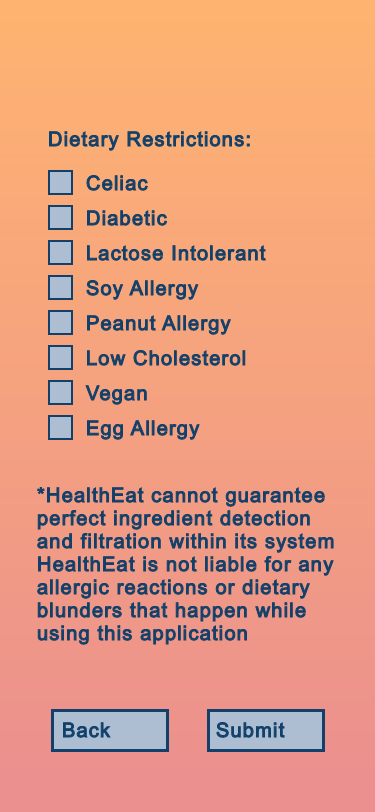 Dietary Restrictions:
Celiac
Diabetic
Lactose Intolerant
Soy Allergy
Peanut Allergy
Low Cholesterol
Vegan
Egg Allergy
*HealthEat cannot guarantee
perfect ingredient detection
and filtration within its system
HealthEat is not liable for any
allergic reactions or dietary
blunders that happen while
using this application
Back
Submit